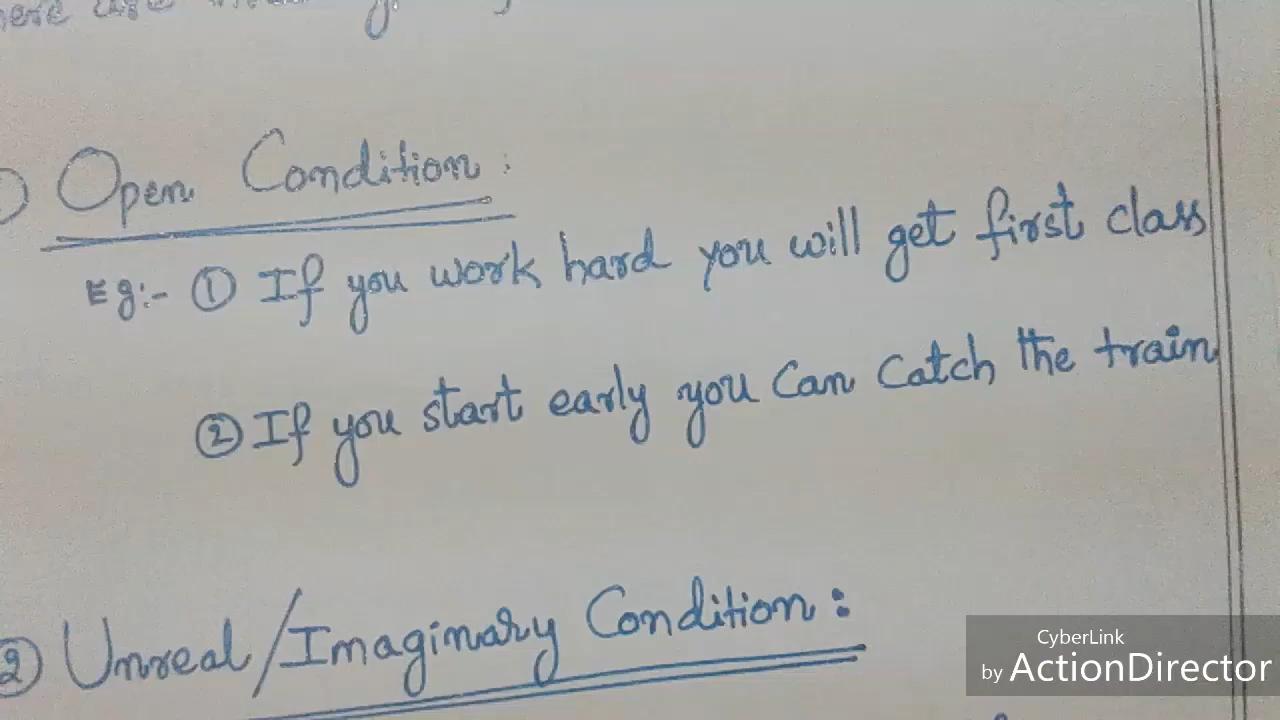 Open Condition :
Eg:- ① If you work hard you will get first class
② If you start early you can catch the train
② Unreal/Imaginary Condition :
CyberLink
by ActionDirector